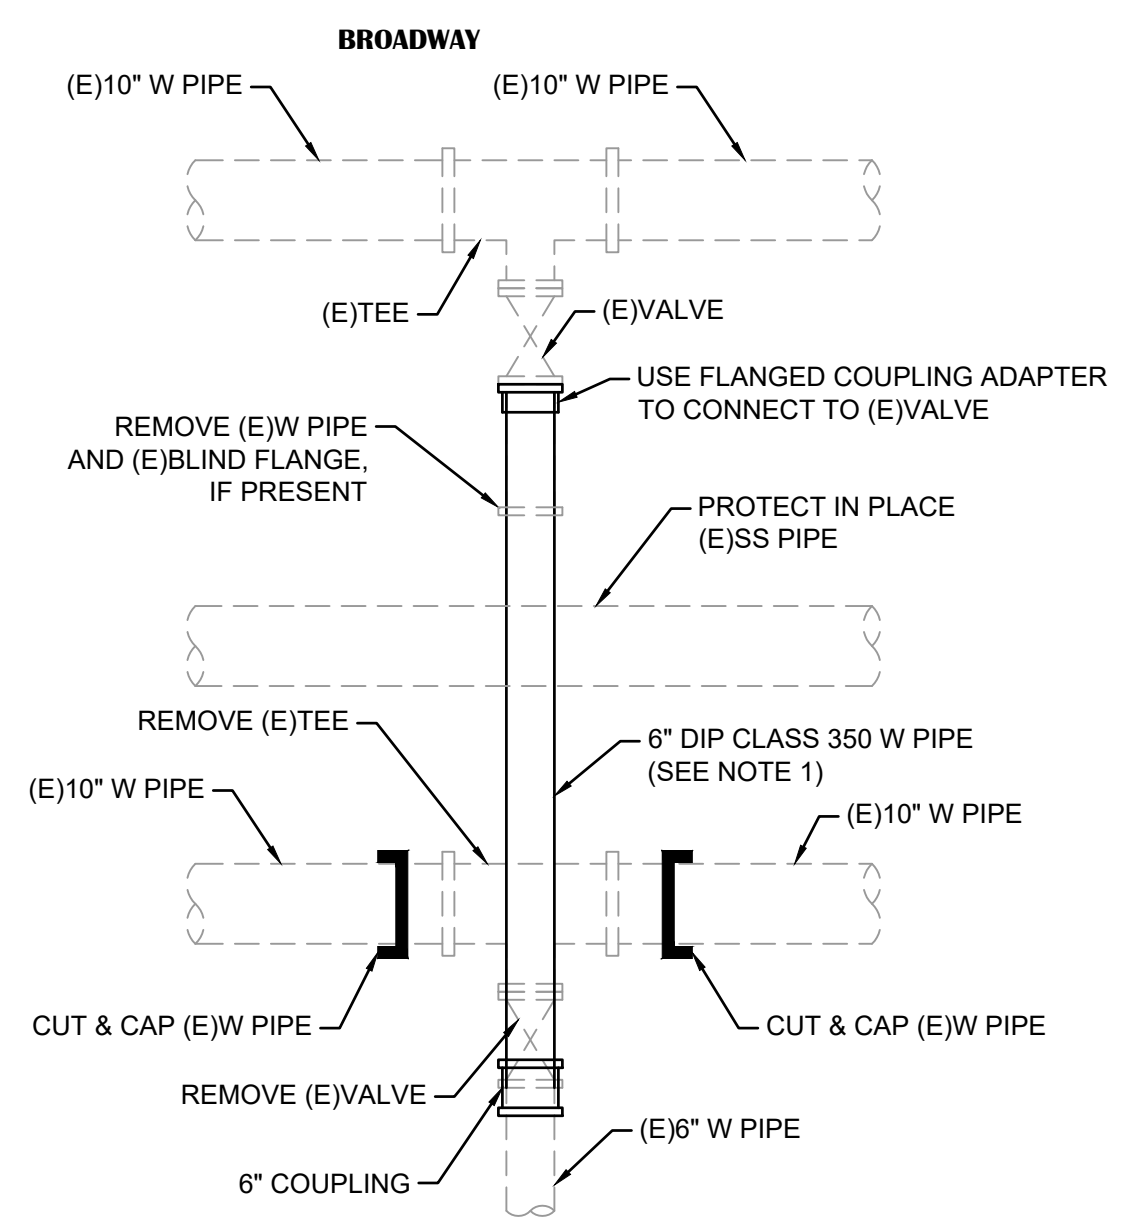 BROADWAY
(E)10" W PIPE
(E)10" W PIPE
(E)TEE
(E)VALVE
USE FLANGED COUPLING ADAPTER
TO CONNECT TO (E)VALVE
REMOVE (E)W PIPE
AND (E)BLIND FLANGE,
IF PRESENT
PROTECT IN PLACE
(E)SS PIPE
REMOVE (E)TEE
6" DIP CLASS 350 W PIPE
(SEE NOTE 1)
(E)10" W PIPE
(E)10" W PIPE
CUT & CAP (E)W PIPE
CUT & CAP (E)W PIPE
REMOVE (E)VALVE
(E)6" W PIPE
6" COUPLING